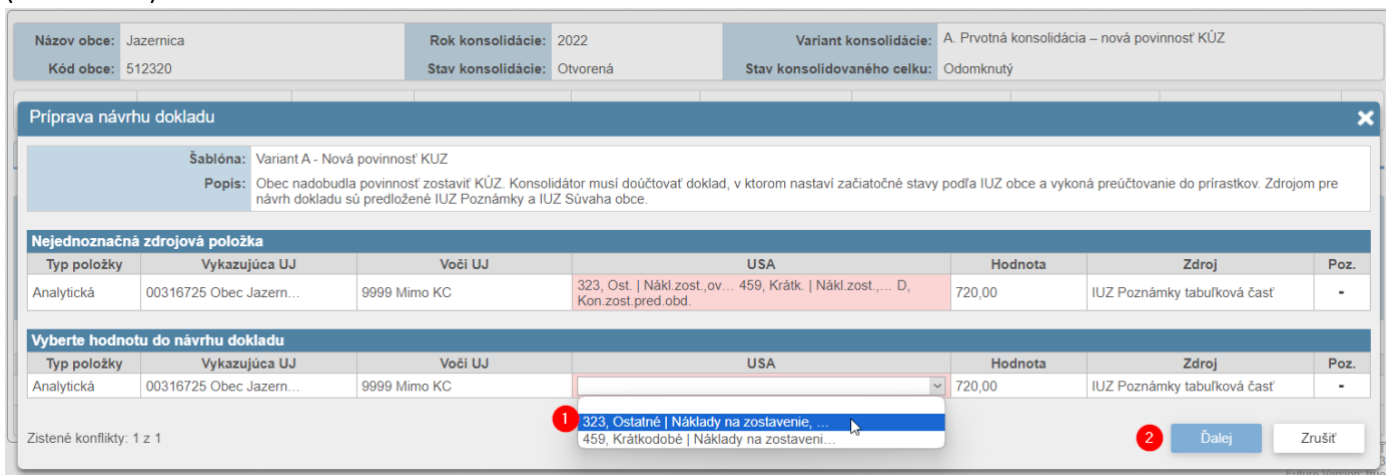 Názov obce: Jazernica Rok konsolidácie: 2022 Variant konsolidácie: A. Prvotná konsolidácia – nová povinnosť KÚZ
Kód obce: 512320 Stav konsolidácie: Otvorená Stav konsolidovaného celku: Odomknutý
Príprava návrhu dokladu
Šablóna: Variant A - Nová povinnosť KUZ
Popis: Obec nadobudla povinnosť zostaviť KÚZ. Konsolidátor musí doúčtovať doklad, v ktorom nastaví začiatočné stavy podľa IUZ obce a vykoná preúčtovanie do prírastkov. Zdrojom pre
návrh dokladu sú predložené IUZ Poznámky a IUZ Súvaha obce.
Nejednoznačná zdrojová položka
Typ položky Vykazujúca UJ Voči UJ USA Hodnota Zdroj Poz.
Analytická 00316725 Obec Jazern... 9999 Mimo KC 323, Ost. | Nákl.zost.,ov... 459, Krátk. | Nákl.zost.,... D, 720,00 IUZ Poznámky tabuľková časť -
Kon.zost.pred.obd.
Vyberte hodnotu do návrhu dokladu
Typ položky Vykazujúca UJ Voči UJ USA Hodnota Zdroj Poz.
Analytická 00316725 Obec Jazern... 9999 Mimo KC 720,00 IUZ Poznámky tabuľková časť -
1 323, Ostatné | Náklady na zostavenie, ...
459, Krátkodobé | Náklady na zostaveni...
Zistené konflikty: 1 z 1 2 Ďalej Zrušiť